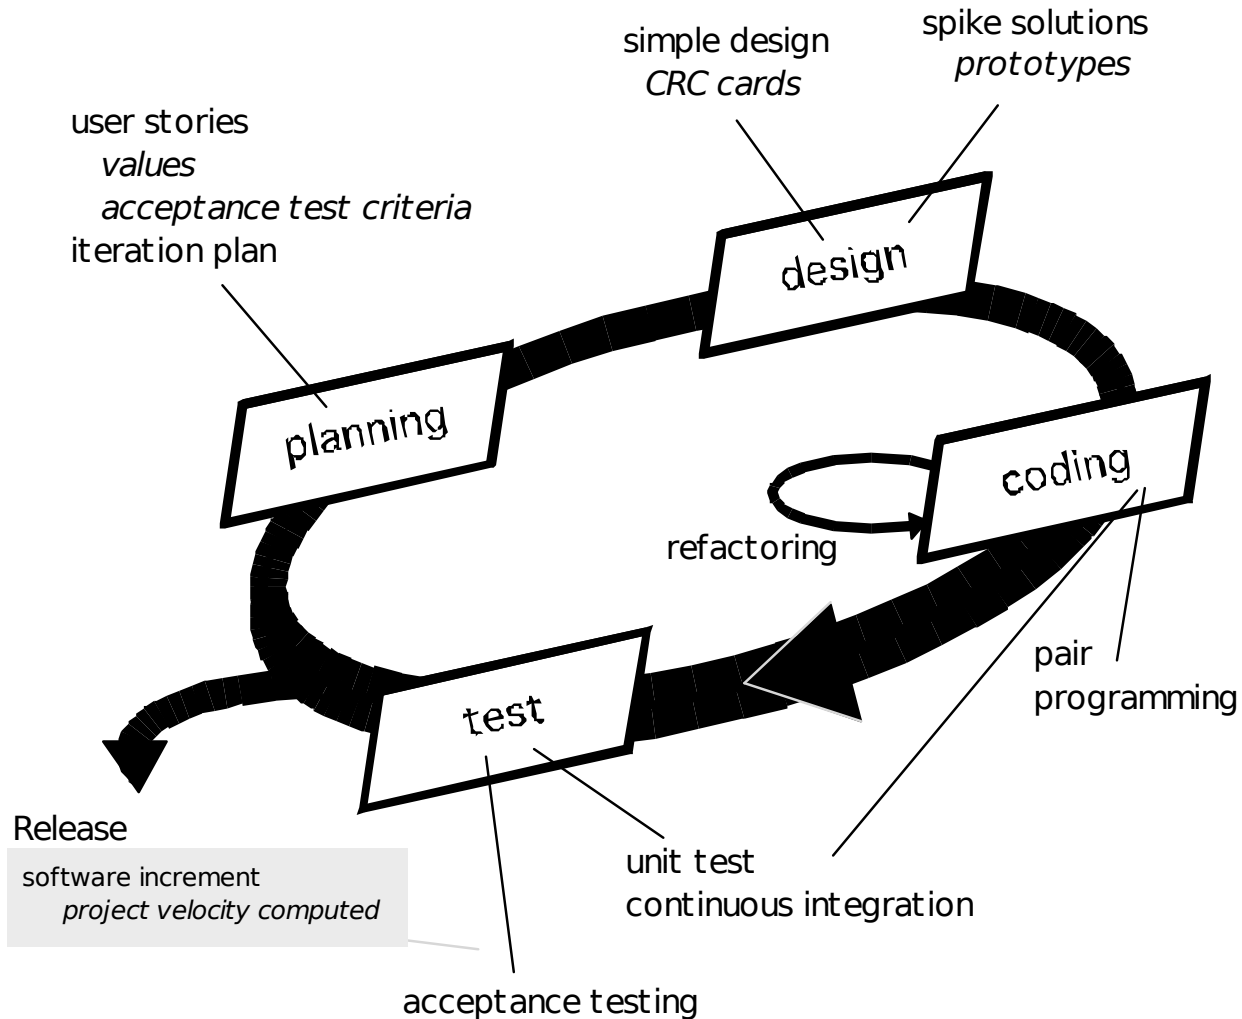 spike solutions
prototypes
simple design
CRC cards
user stories
values
acceptance test criteria
iteration plan
design
planning
coding
refactoring
pair
programming
test
Release
software increment
project velocity computed
unit test
continuous integration
acceptance testing